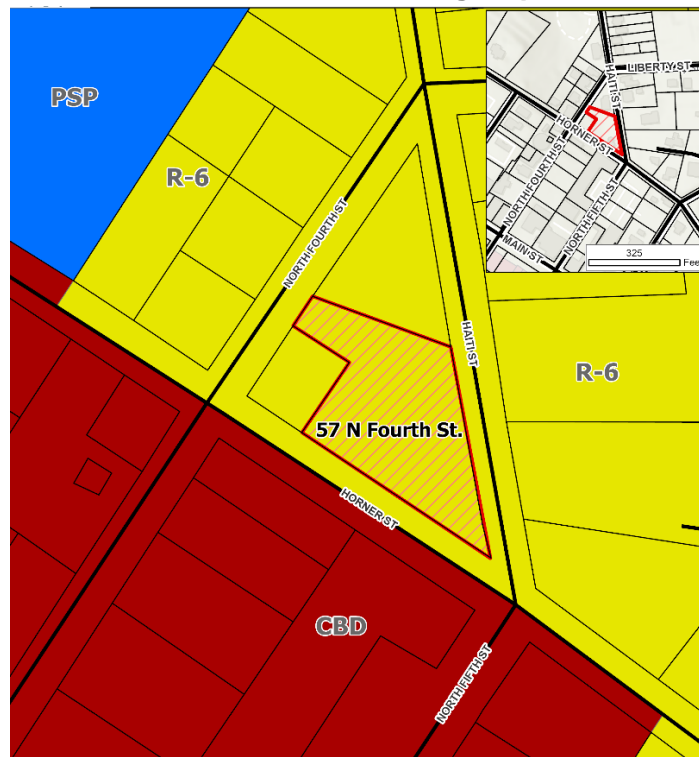 PSP
R-6
NORTH FOURTH ST
HAITI ST
R-6
57 N Fourth St.
HORNER ST
CBD
NORTH FIFTH ST
LIBERTY ST
HAITI ST
HORNER ST
NORTH FOURTH ST
NORTH FIFTH ST
MAIN ST
325
Fee